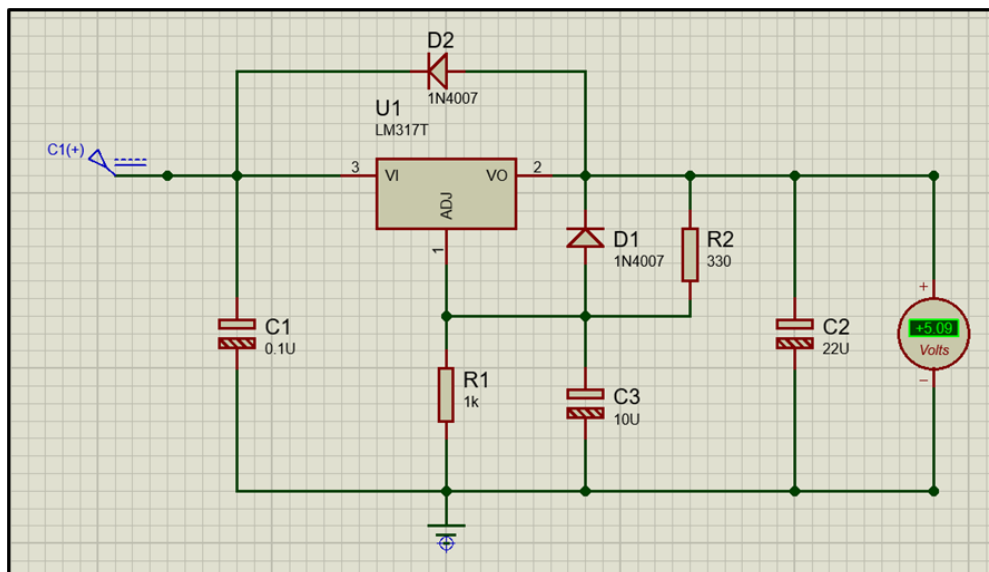 D2
1N4007
U1
LM317T
C1(+)
3
VI
VO
2
ADJ
1
D1
1N4007
R2
330
C1
0.1U
R1
1k
C3
10U
C2
22U
+
+5.09
Volts
−